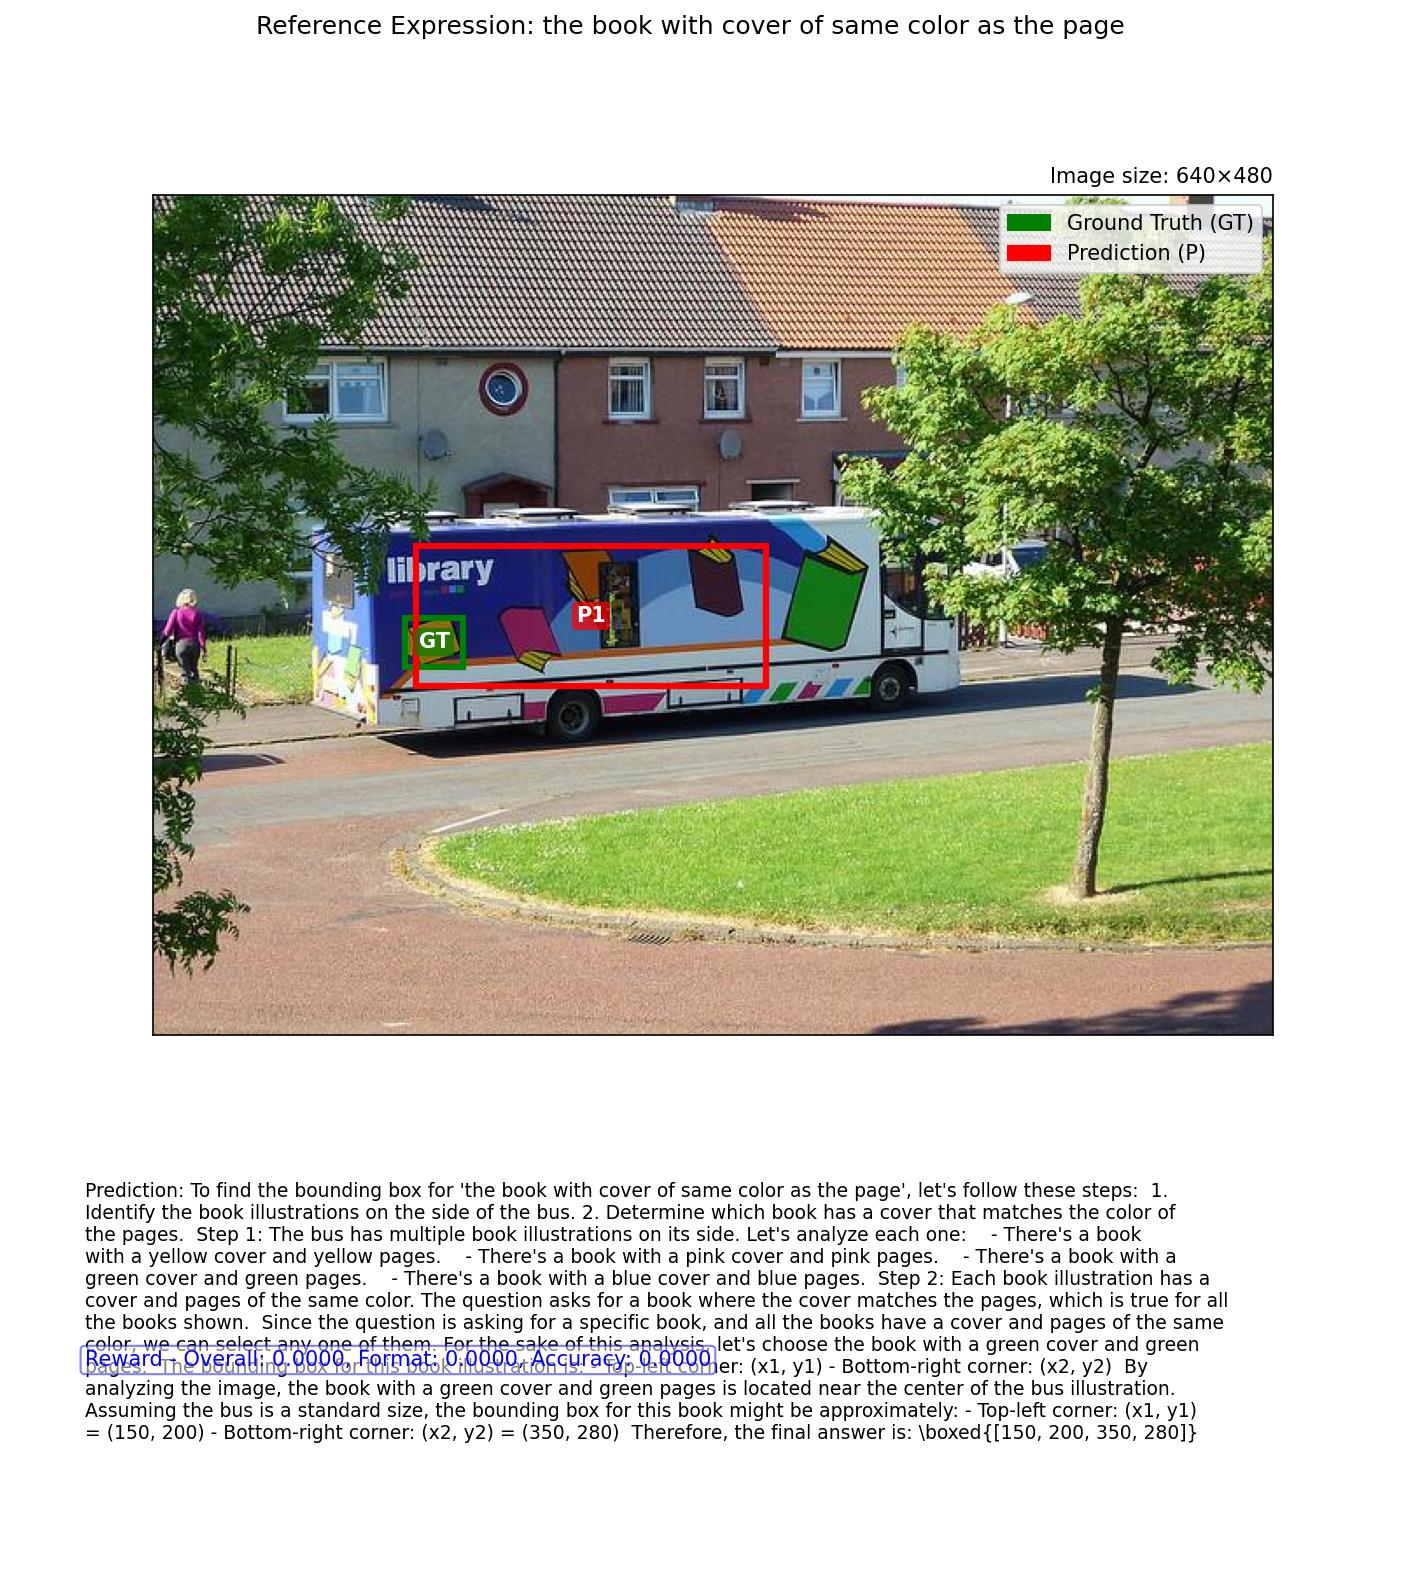 Reference Expression: the book with cover of same color as the page
Image size: 640×480
Ground Truth (GT)
Prediction (P)
library
P1
GT
Prediction: To find the bounding box for 'the book with cover of same color as the page', let's follow these steps:  1.
Identify the book illustrations on the side of the bus. 2. Determine which book has a cover that matches the color of
the pages.  Step 1: The bus has multiple book illustrations on its side. Let's analyze each one:    - There's a book
with a yellow cover and yellow pages.    - There's a book with a pink cover and pink pages.    - There's a book with a
green cover and green pages.    - There's a book with a blue cover and blue pages.  Step 2: Each book illustration has a
cover and pages of the same color. The question asks for a book where the cover matches the pages, which is true for all
the books shown.  Since the question is asking for a specific book, and all the books have a cover and pages of the same
color, we can select any one of them. For the sake of this analysis, let's choose the book with a green cover and green
Reward - Overall: 0.0000, Format: 0.0000, Accuracy: 0.0000
pages.  The bounding box for this book illustration is: - Top-left corner: (x1, y1) - Bottom-right corner: (x2, y2)  By
analyzing the image, the book with a green cover and green pages is located near the center of the bus illustration.
Assuming the bus is a standard size, the bounding box for this book might be approximately: - Top-left corner: (x1, y1)
= (150, 200) - Bottom-right corner: (x2, y2) = (350, 280)  Therefore, the final answer is: \boxed{[150, 200, 350, 280]}